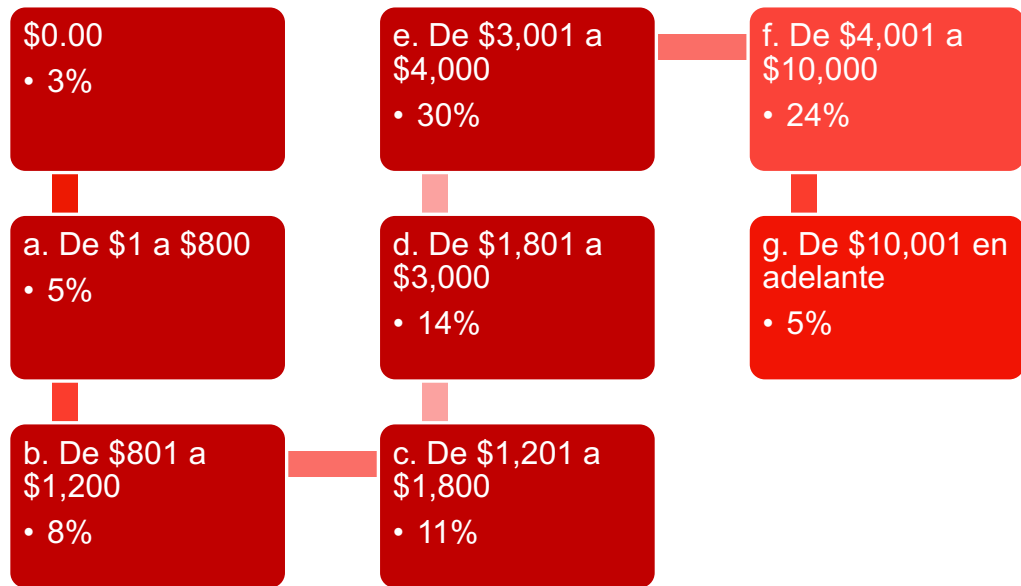 $0.00
• 3%
a. De $1 a $800
• 5%
b. De $801 a
$1,200
• 8%
c. De $1,201 a
$1,800
• 11%
d. De $1,801 a
$3,000
• 14%
e. De $3,001 a
$4,000
• 30%
f. De $4,001 a
$10,000
• 24%
g. De $10,001 en
adelante
• 5%